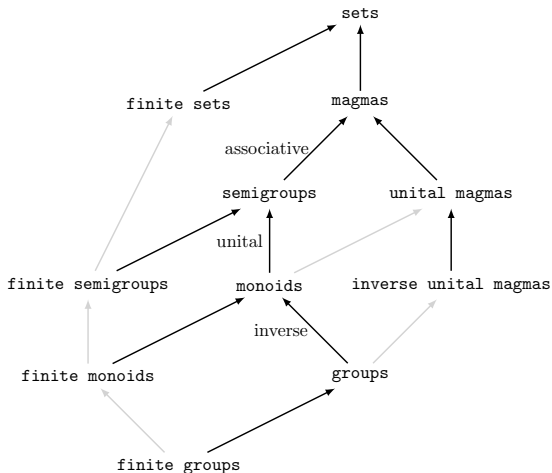 sets
finite sets
magmas
associative
semigroups
unital magmas
unital
finite semigroups
monoids
inverse unital magmas
inverse
finite monoids
groups
finite groups